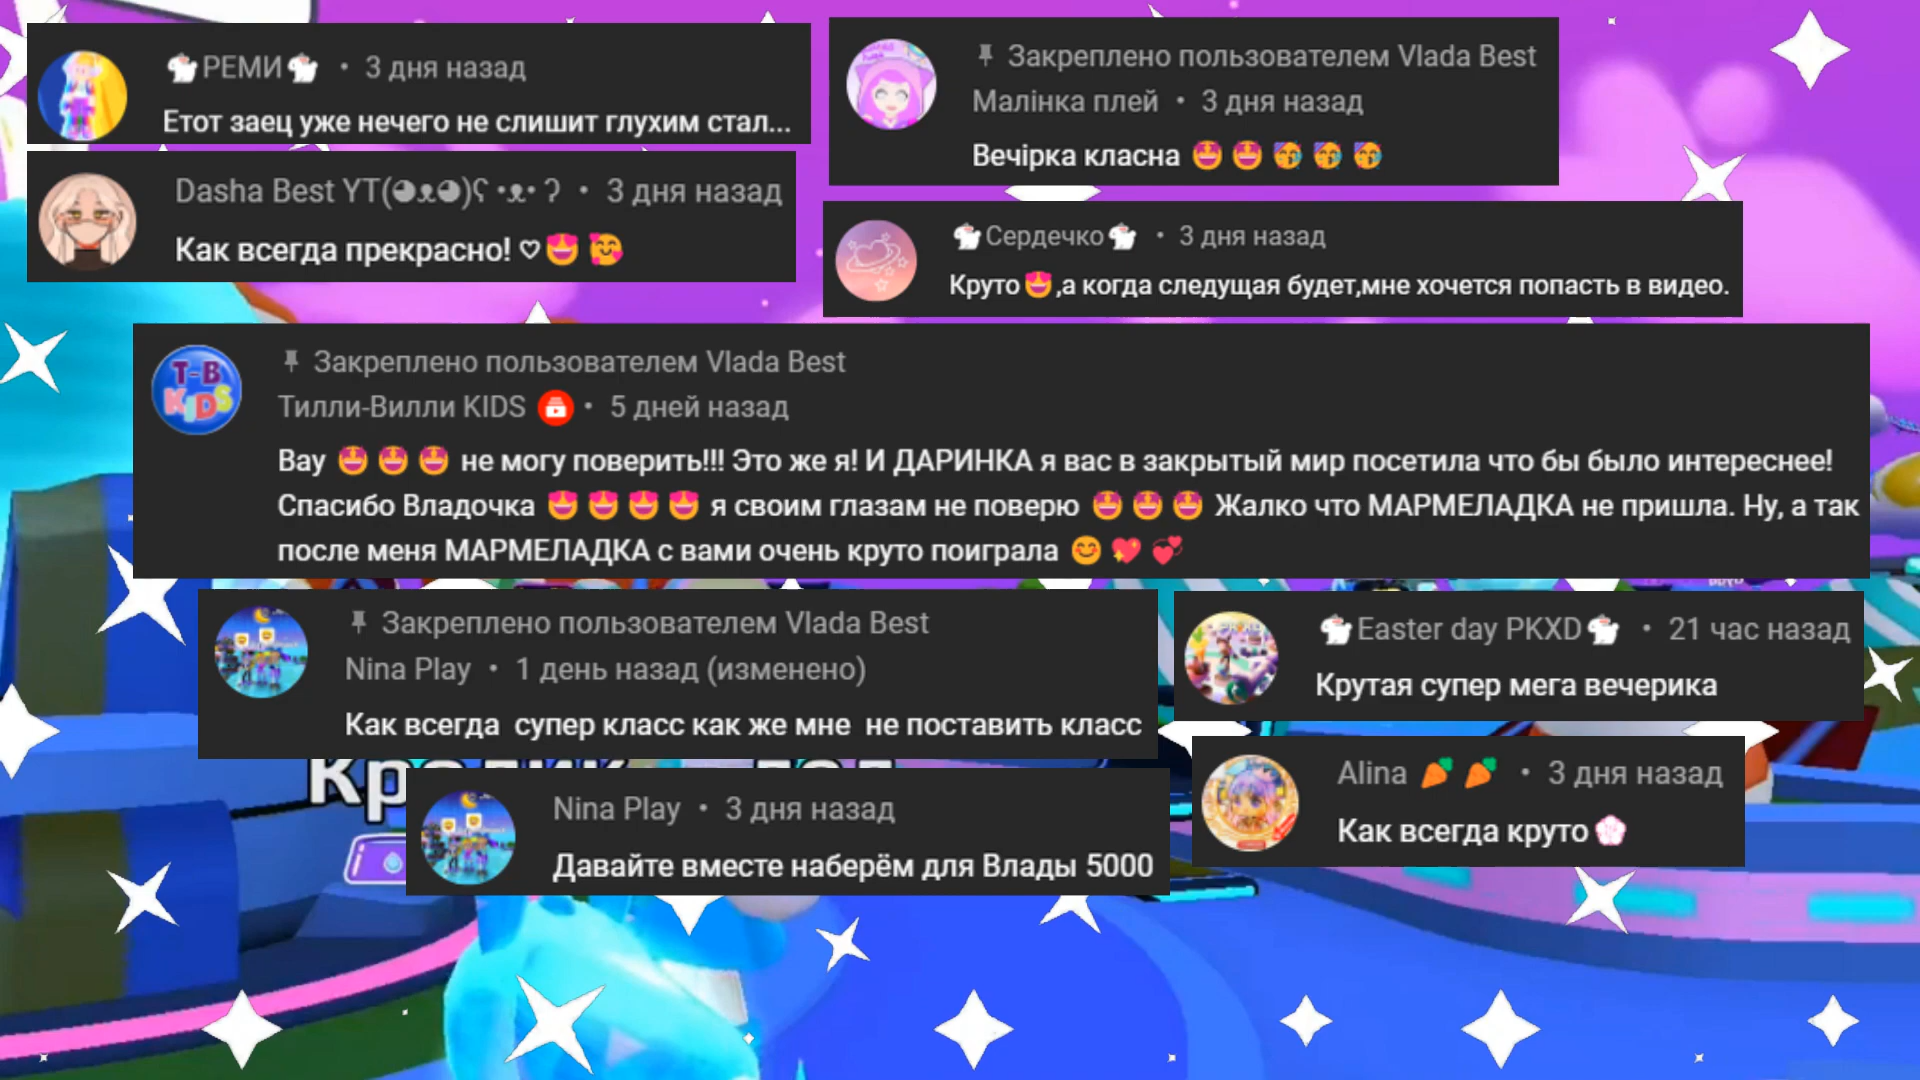 🐇РЕМИ🐇 • 3 дня назад
Етот заец уже нечего не слишит глухим стал...
Закреплено пользователем Vlada Best
Малінка плей • 3 дня назад
Вечірка класна 🤩🤩🥳🥳🥳
Dasha Best YT(◕ᴥ◕)ʕ •ᴥ• ʔ • 3 дня назад
Как всегда прекрасно! ♡😍🥰
🐇Сердечко🐇 • 3 дня назад
Круто😍,а когда следущая будет,мне хочется попасть в видео.
T-B
KIDS
Закреплено пользователем Vlada Best
Тилли-Вилли KIDS • 5 дней назад
Вау 🤩🤩🤩 не могу поверить!!! Это же я! И ДАРИНКА я вас в закрытый мир посетила что бы было интереснее!
Спасибо Владочка 😍😍😍😍 я своим глазам не поверю 🤩🤩🤩 Жалко что МАРМЕЛАДКА не пришла. Ну, а так
после меня МАРМЕЛАДКА с вами очень круто поиграла 😊💖💞
Закреплено пользователем Vlada Best
Nina Play • 1 день назад (изменено)
Как всегда супер класс как же мне не поставить класс
🐇Easter day PKXD🐇 • 21 час назад
Крутая супер мега вечерика
Nina Play • 3 дня назад
Давайте вместе наберём для Влады 5000
Alina 🥕🥕 • 3 дня назад
Как всегда круто💮